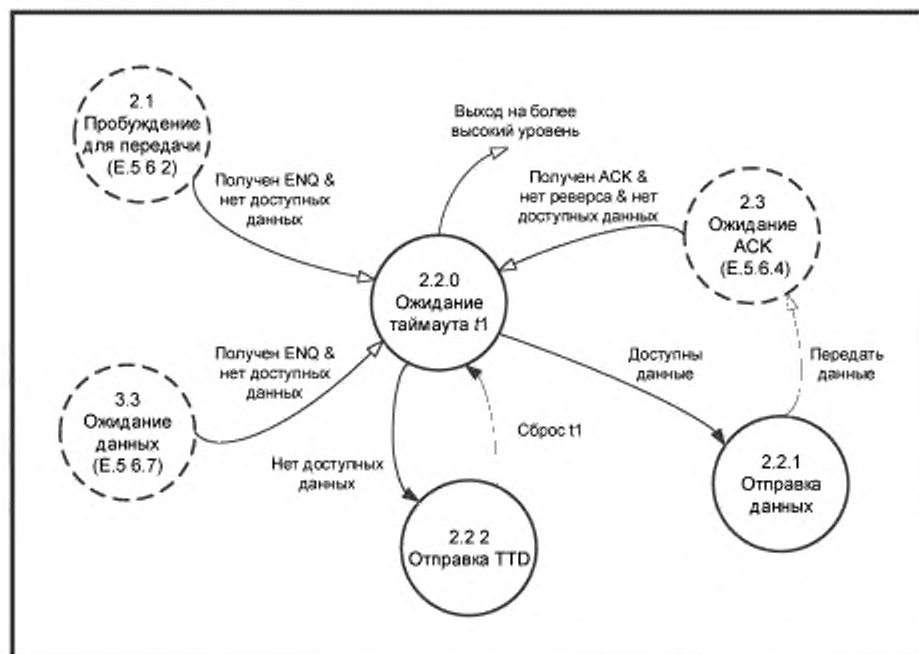 2.1
Пробуждение
для передачи
(Е.5 6 2)
Выход на более
высокий уровень
Получен ENQ &
нет доступных
данных
Получен ACK &
нет реверса & нет
доступных данных
2.3
Ожидание
ACK
(Е.5.6.4)
2.2.0
Ожидание
таймаута t1
Получен ENQ &
нет доступных
данных
Доступны
данные
Передать
данные
3.3
Ожидание
данных
(Е.5 6.7)
Сброс t1
Нет доступных
данных
2.2.1
Отправка
данных
2.2 2
Отправка TTD